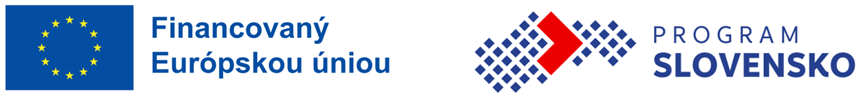 Financovaný
Európskou úniou
PROGRAM
SLOVENSKO